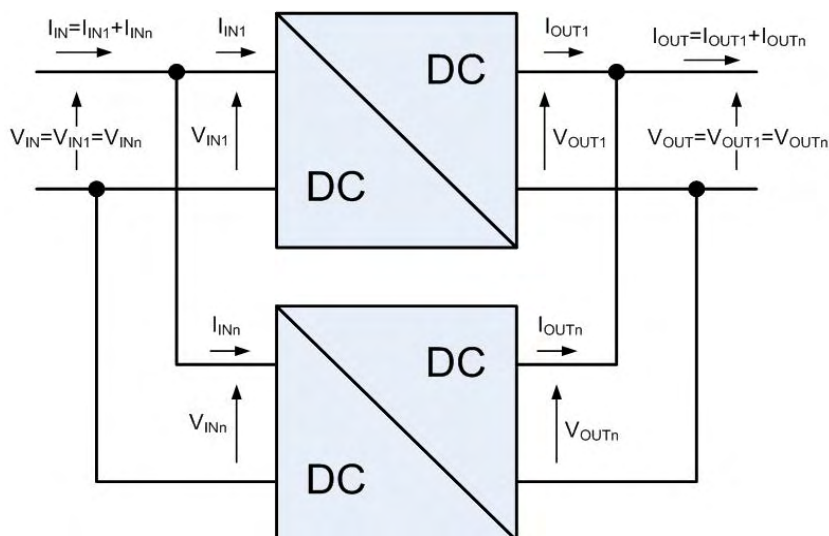 I_IN=I_IN1+I_INn
I_IN1
I_OUT1
I_OUT=I_OUT1+I_OUTn
DC
V_IN=V_IN1=V_INn
V_IN1
V_OUT1
V_OUT=V_OUT1=V_OUTn
DC
I_INn
I_OUTn
DC
V_INn
V_OUTn
DC